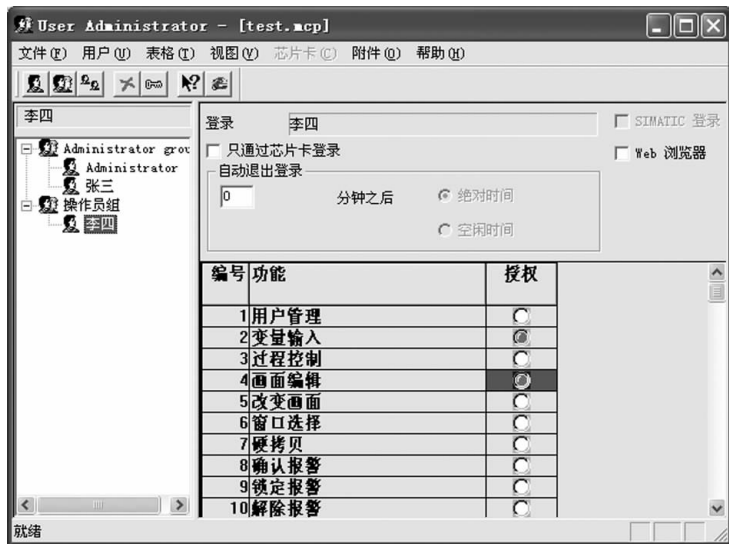 User Administrator - [test.mcp]
文件(F) 用户(U) 表格(T) 视图(V) 芯片卡(C) 附件(O) 帮助(H)
李四
Administrator grou
Administrator
张三
操作员组
李四
登录 李四
SIMATIC 登录
只通过芯片卡登录
Web 浏览器
自动退出登录
0 分钟之后 绝对时间
空闲时间
编号 功能 授权
1 用户管理
2 变量输入
3 过程控制
4 画面编辑
5 改变画面
6 窗口选择
7 硬拷贝
8 确认报警
9 锁定报警
10 解除报警
就绪